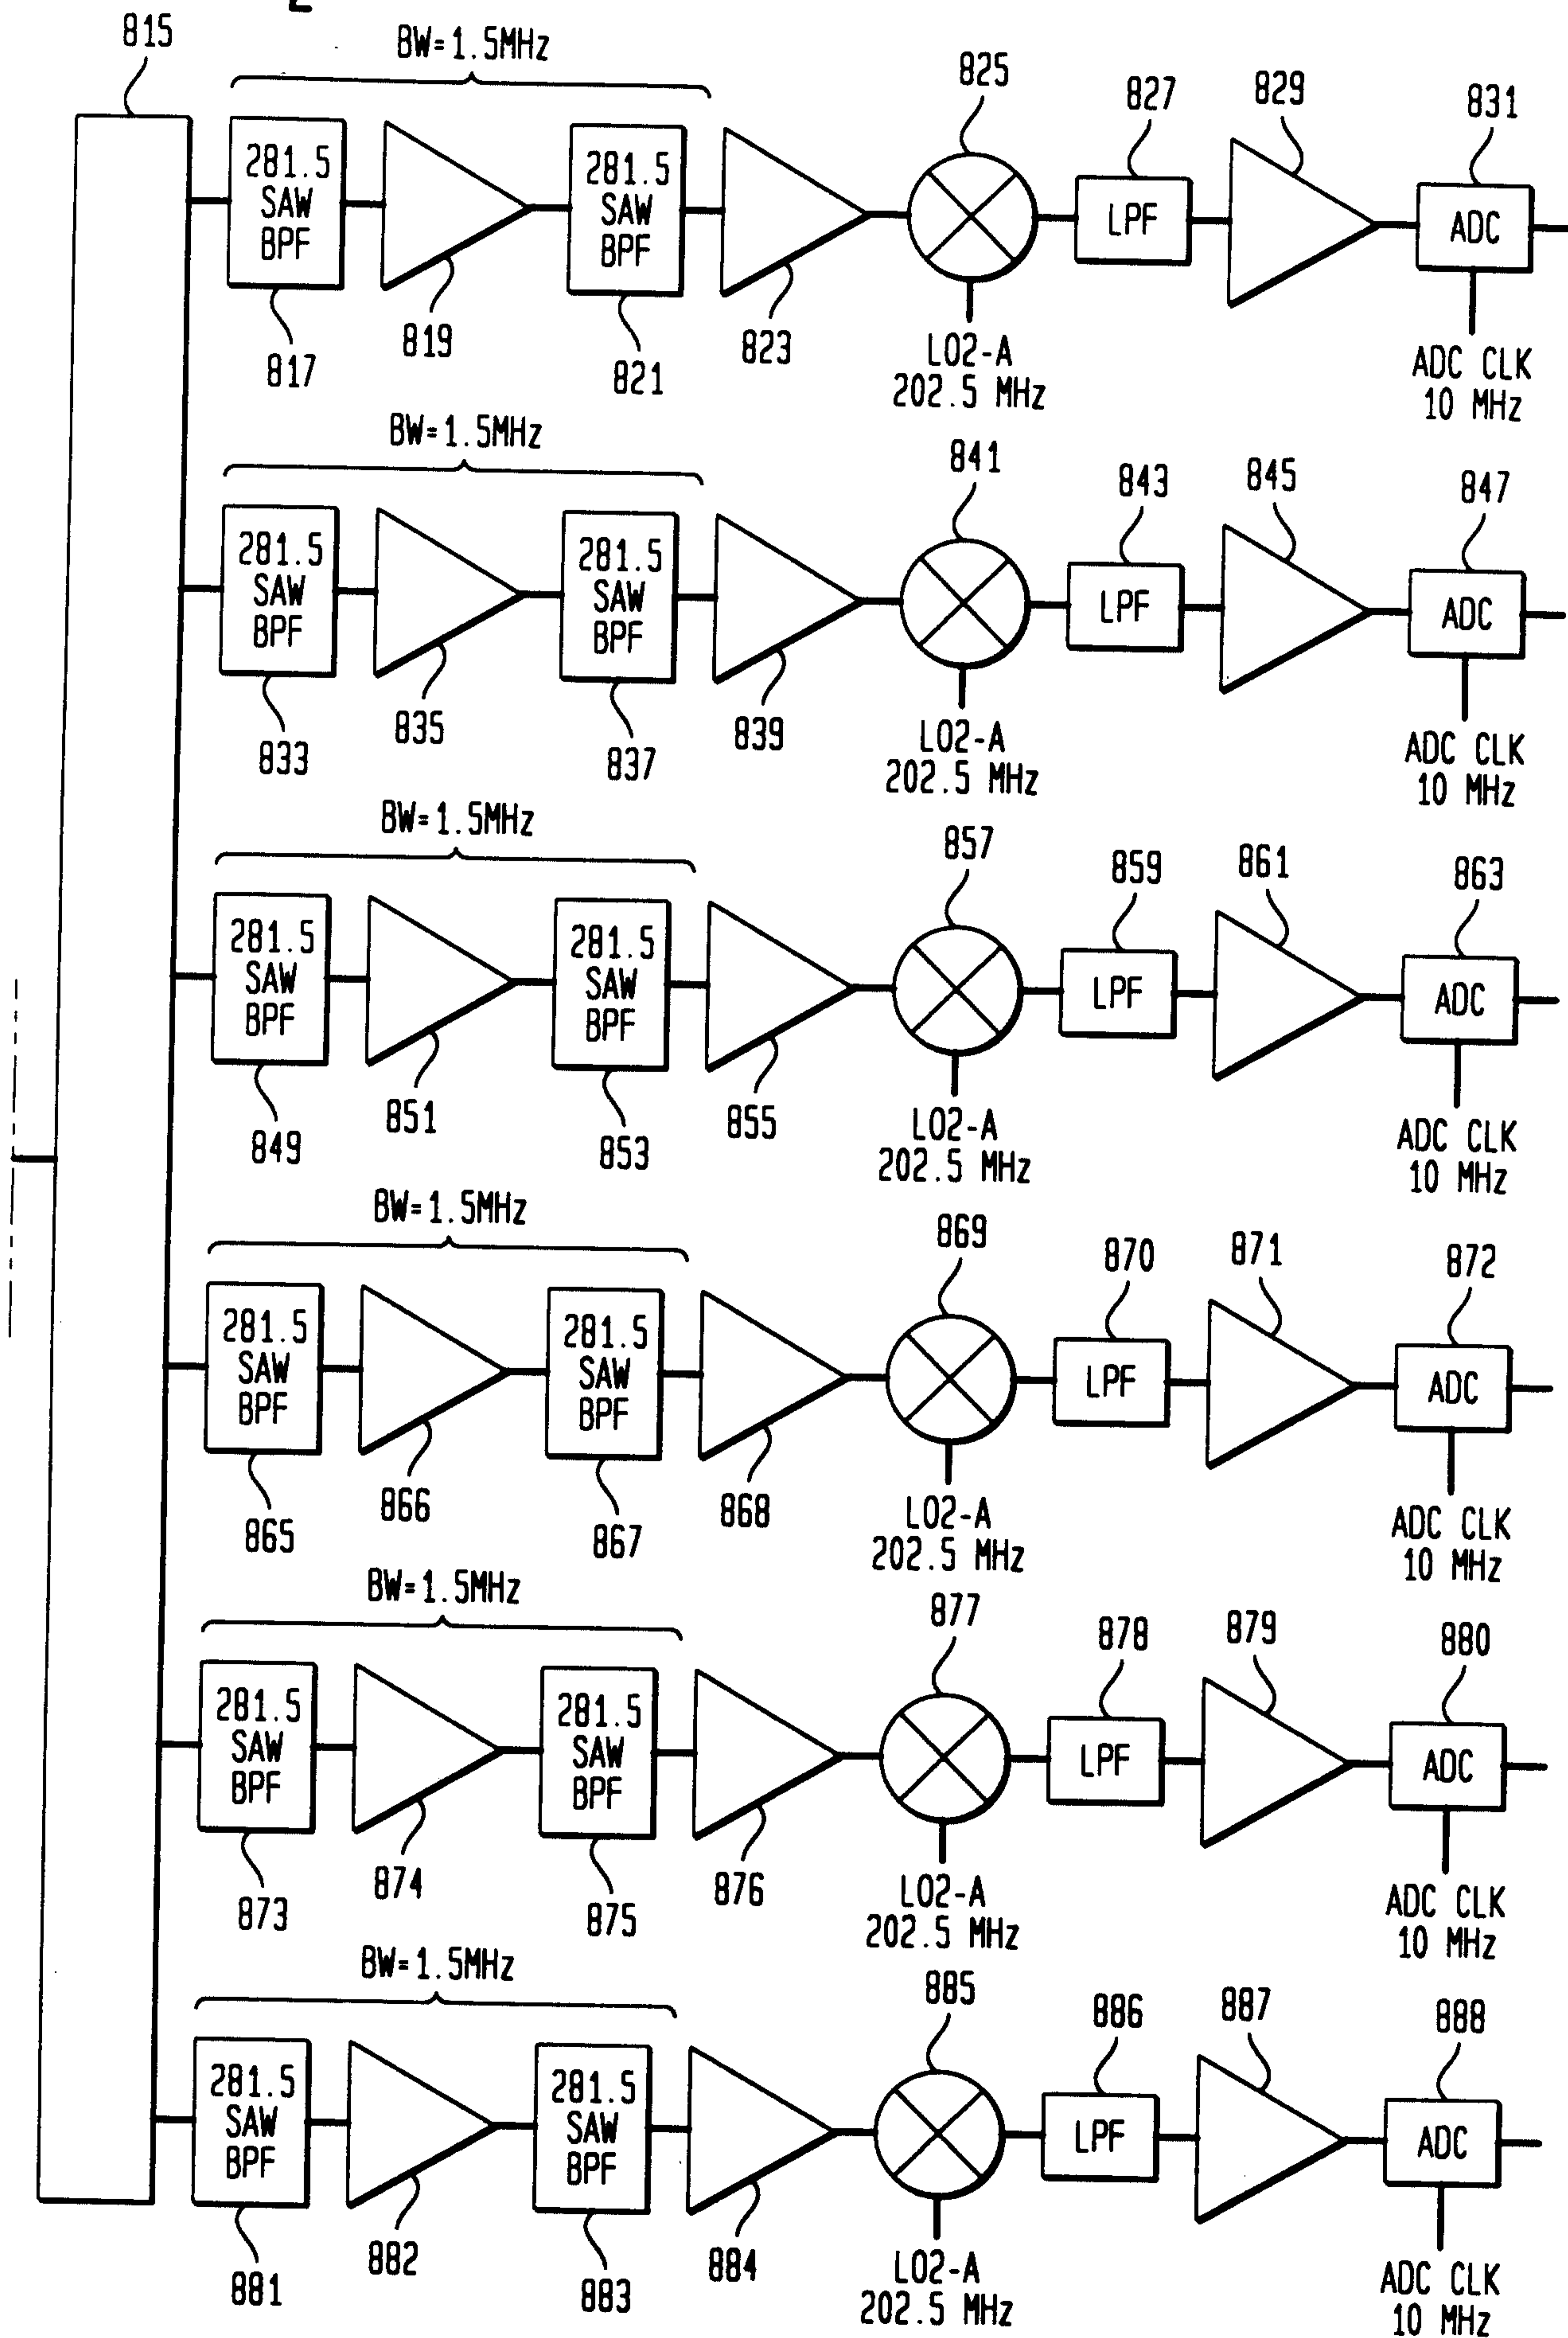 815
BW=1.5MHz
825
827
829
831
281.5
SAW
BPF
281.5
SAW
BPF
LPF
ADC
817
819
821
823
LO2-A
202.5 MHz
ADC CLK
10 MHz
BW=1.5MHz
841
843
845
847
281.5
SAW
BPF
281.5
SAW
BPF
LPF
ADC
833
835
837
839
LO2-A
202.5 MHz
ADC CLK
10 MHz
BW=1.5MHz
857
859
861
863
281.5
SAW
BPF
281.5
SAW
BPF
LPF
ADC
849
851
853
855
LO2-A
202.5 MHz
ADC CLK
10 MHz
BW=1.5MHz
869
870
871
872
281.5
SAW
BPF
281.5
SAW
BPF
LPF
ADC
865
866
867
868
LO2-A
202.5 MHz
ADC CLK
10 MHz
BW=1.5MHz
877
878
879
880
281.5
SAW
BPF
281.5
SAW
BPF
LPF
ADC
873
874
875
876
LO2-A
202.5 MHz
ADC CLK
10 MHz
BW=1.5MHz
885
886
887
888
281.5
SAW
BPF
281.5
SAW
BPF
LPF
ADC
881
882
883
884
LO2-A
202.5 MHz
ADC CLK
10 MHz